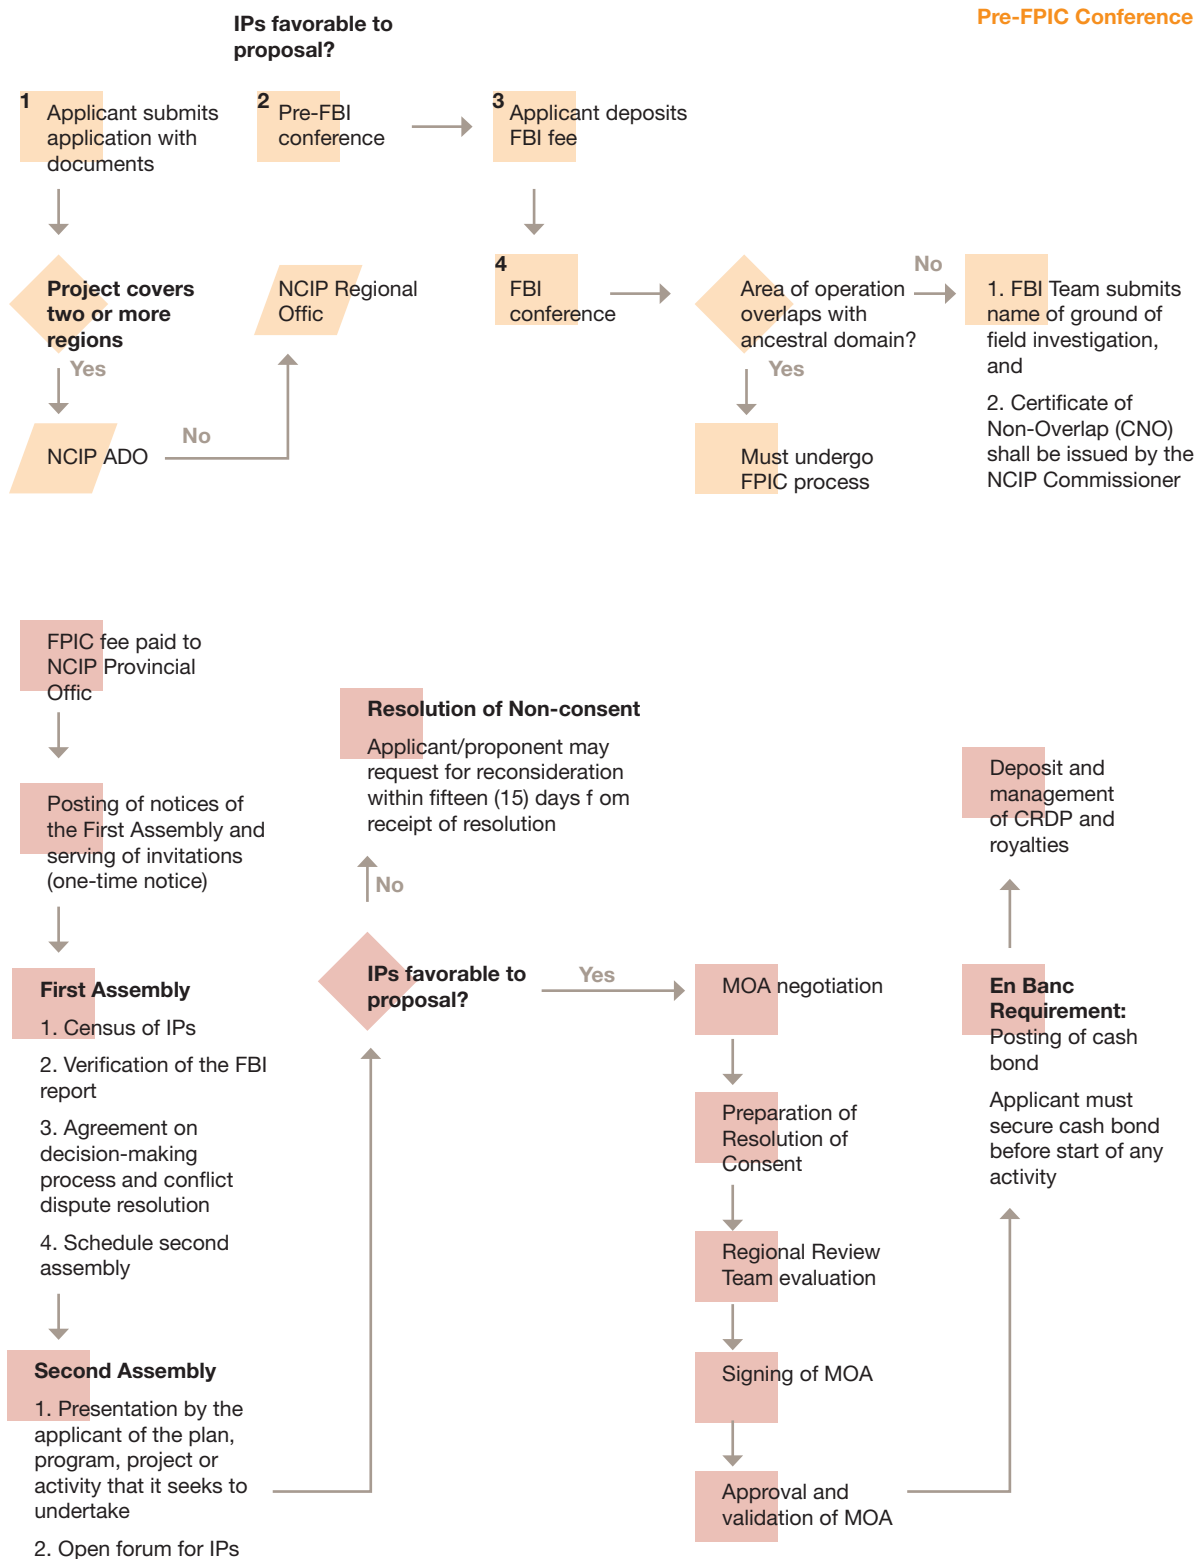 IPs favorable to
proposal?
Pre-FPIC Conference
1
Applicant submits
application with
documents
2
Pre-FBI
conference
3
Applicant deposits
FBI fee
Project covers
two or more
regions
NCIP Regional
Offic
4
FBI
conference
Area of operation
overlaps with
ancestral domain?
No
1. FBI Team submits
name of ground of
field investigation,
and
2. Certificate of
Non-Overlap (CNO)
shall be issued by the
NCIP Commissioner
Yes
NCIP ADO
No
Yes
Must undergo
FPIC process
FPIC fee paid to
NCIP Provincial
Offic
Posting of notices of
the First Assembly and
serving of invitations
(one-time notice)
First Assembly
1. Census of IPs
2. Verification of the FBI
report
3. Agreement on
decision-making
process and conflict
dispute resolution
4. Schedule second
assembly
Second Assembly
1. Presentation by the
applicant of the plan,
program, project or
activity that it seeks to
undertake
2. Open forum for IPs
Resolution of Non-consent
Applicant/proponent may
request for reconsideration
within fifteen (15) days f om
receipt of resolution
No
IPs favorable to
proposal?
Yes
MOA negotiation
Preparation of
Resolution of
Consent
Regional Review
Team evaluation
Signing of MOA
Approval and
validation of MOA
Deposit and
management
of CRDP and
royalties
En Banc
Requirement:
Posting of cash
bond
Applicant must
secure cash bond
before start of any
activity